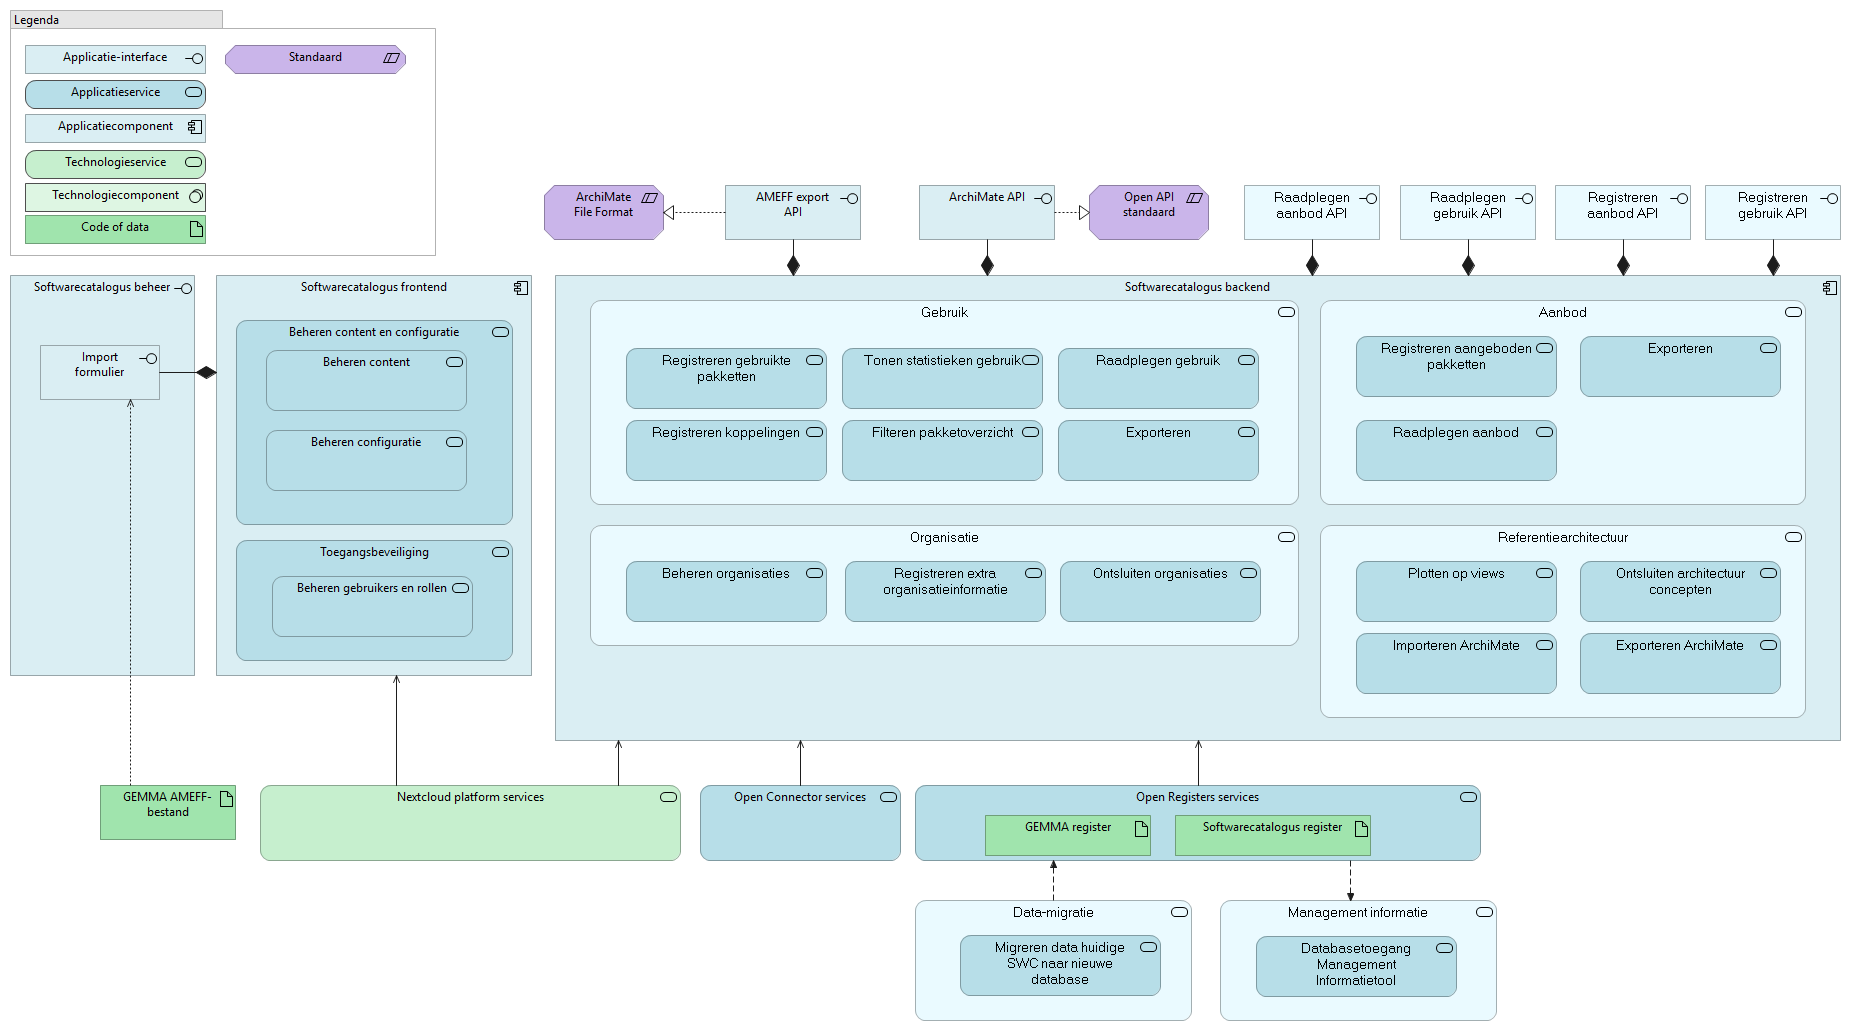 Legenda
Applicatie-interface
Standaard
Applicatieservice
Applicatiecomponent
Technologieservice
Technologiecomponent
Code of data
ArchiMate
File Format
AMEFF export
API
ArchiMate API
Open API
standaard
Raadplegen
aanbod API
Raadplegen
gebruik API
Registreren
aanbod API
Registreren
gebruik API
Softwarecatalogus beheer
Import
formulier
Softwarecatalogus frontend
Beheren content en configuratie
Beheren content
Beheren configuratie
Toegangsbeveiliging
Beheren gebruikers en rollen
Softwarecatalogus backend
Gebruik
Registreren gebruikte
pakketten
Tonen statistieken gebruik
Raadplegen gebruik
Registreren koppelingen
Filteren pakketoverzicht
Exporteren
Aanbod
Registreren aangeboden
pakketten
Exporteren
Raadplegen aanbod
Organisatie
Beheren organisaties
Registreren extra
organisatieinformatie
Ontsluiten organisaties
Referentiearchitectuur
Plotten op views
Ontsluiten architectuur
concepten
Importeren ArchiMate
Exporteren ArchiMate
GEMMA AMEFF-
bestand
Nextcloud platform services
Open Connector services
Open Registers services
GEMMA register
Softwarecatalogus register
Data-migratie
Migreren data huidige
SWC naar nieuwe
database
Management informatie
Databasetoegang
Management
Informatietool